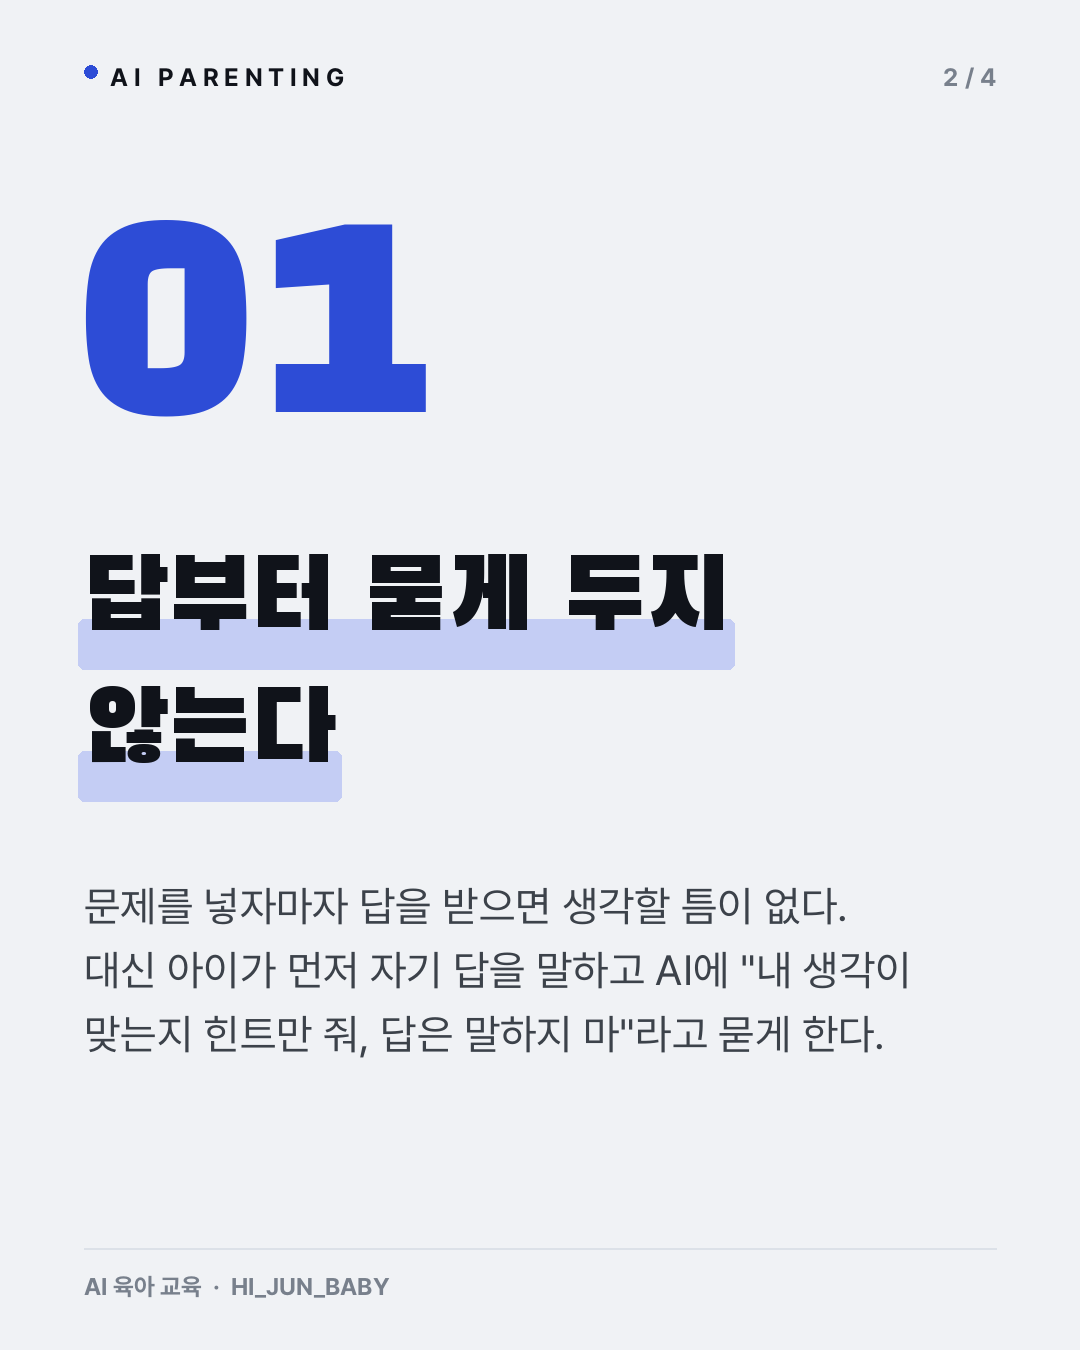 AI PARENTING
2 / 4
01
답부터 묻게 두지
않는다
문제를 넣자마자 답을 받으면 생각할 틈이 없다.
대신 아이가 먼저 자기 답을 말하고 AI에 "내 생각이
맞는지 힌트만 줘, 답은 말하지 마"라고 묻게 한다.
AI 육아 교육 · HI_JUN_BABY